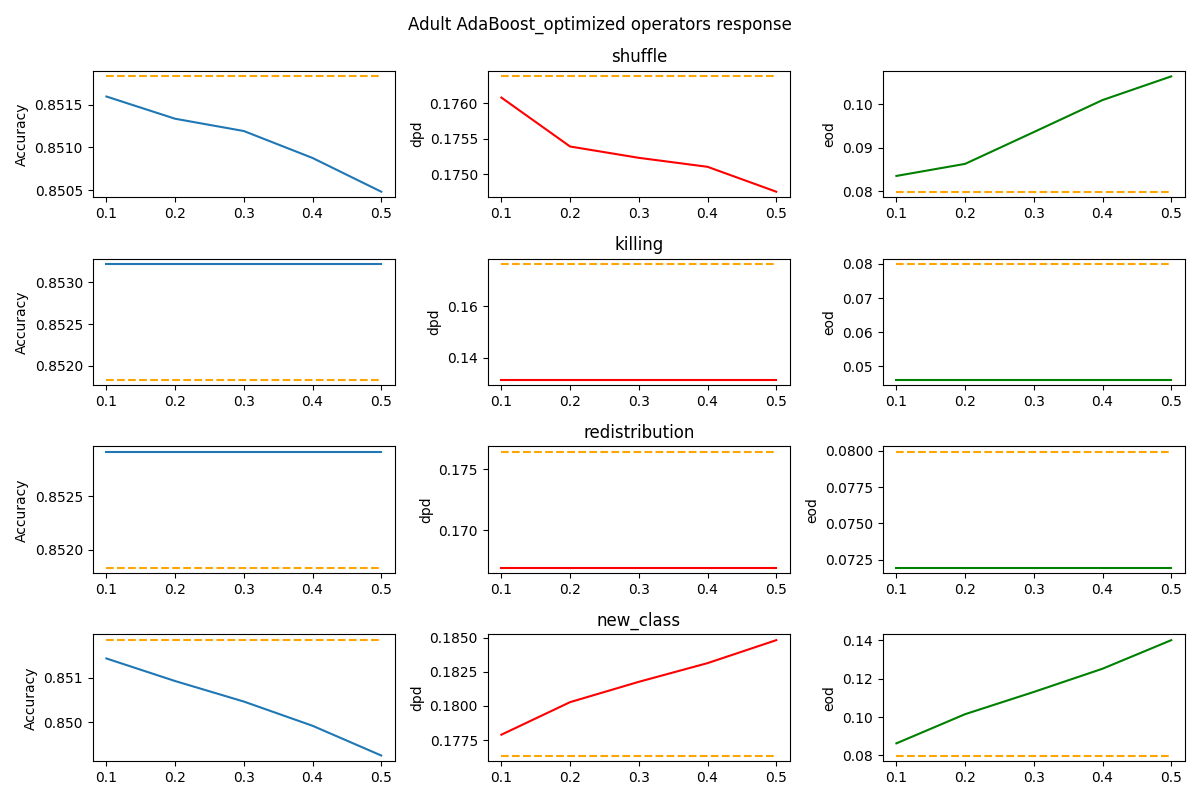 Adult AdaBoost_optimized operators response
shuffle
Accuracy
0.8515
0.8510
0.8505
0.1 0.2 0.3 0.4 0.5
dpd
0.1760
0.1755
0.1750
0.1 0.2 0.3 0.4 0.5
eod
0.10
0.09
0.08
0.1 0.2 0.3 0.4 0.5
killing
Accuracy
0.8530
0.8525
0.8520
0.1 0.2 0.3 0.4 0.5
dpd
0.16
0.14
0.1 0.2 0.3 0.4 0.5
eod
0.08
0.07
0.06
0.05
0.1 0.2 0.3 0.4 0.5
redistribution
Accuracy
0.8525
0.8520
0.1 0.2 0.3 0.4 0.5
dpd
0.175
0.170
0.1 0.2 0.3 0.4 0.5
eod
0.0800
0.0775
0.0750
0.0725
0.1 0.2 0.3 0.4 0.5
new_class
Accuracy
0.851
0.850
0.1 0.2 0.3 0.4 0.5
dpd
0.1850
0.1825
0.1800
0.1775
0.1 0.2 0.3 0.4 0.5
eod
0.14
0.12
0.10
0.08
0.1 0.2 0.3 0.4 0.5